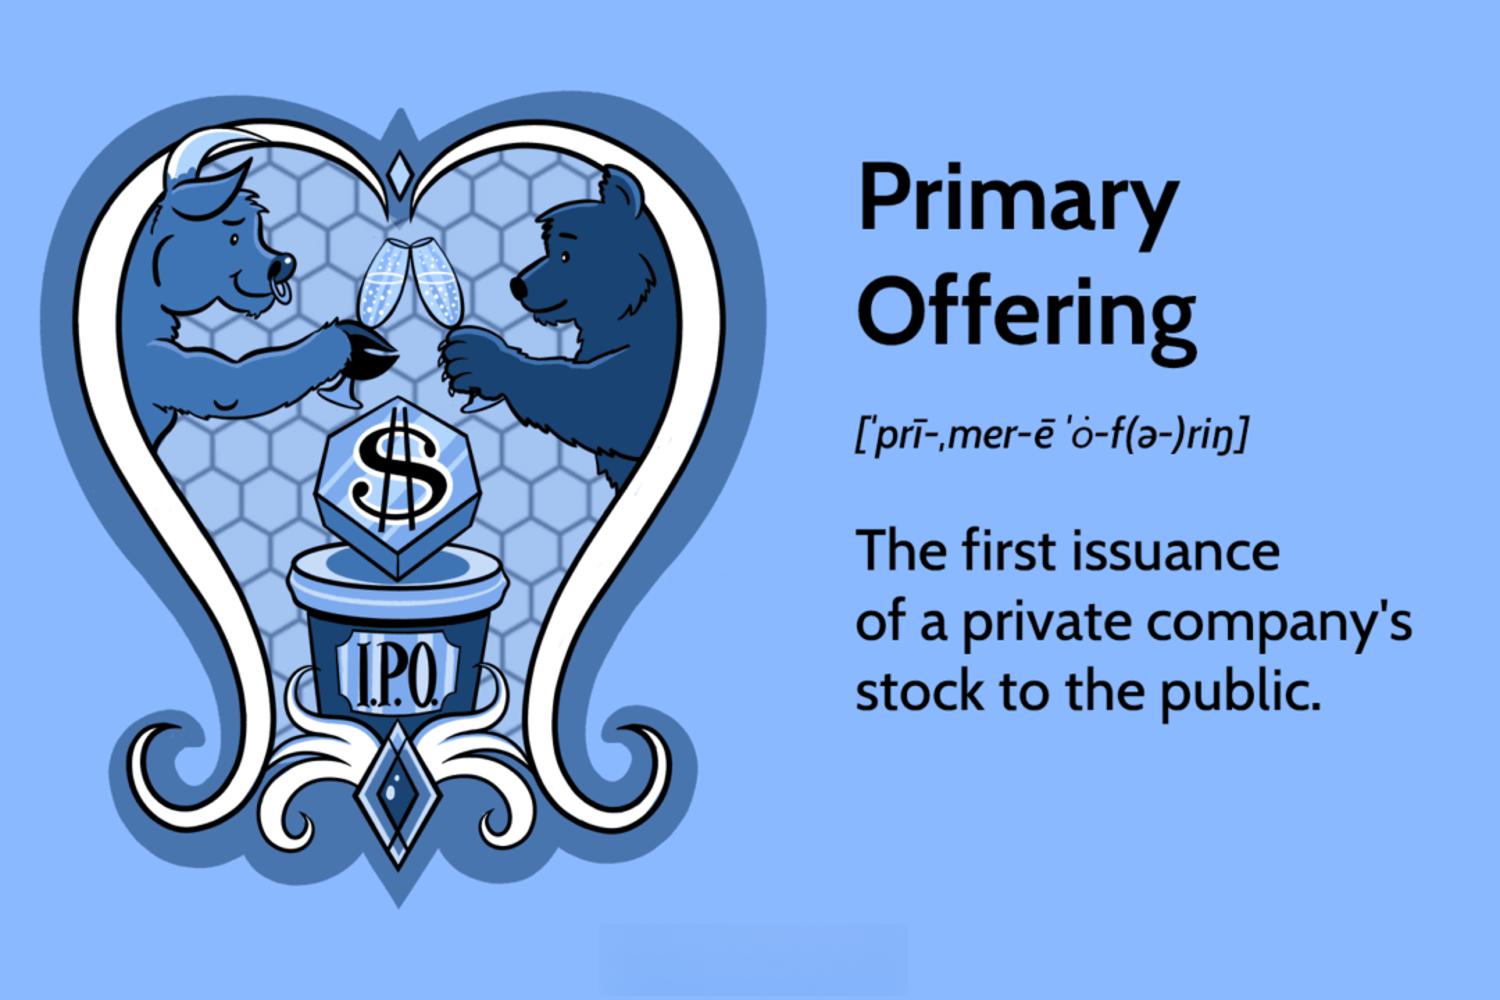 $
I.P.O.
Primary
Offering
[ˈprī-ˌmer-ē ˈȯ-f(ə-)riŋ]
The first issuance
of a private company's
stock to the public.